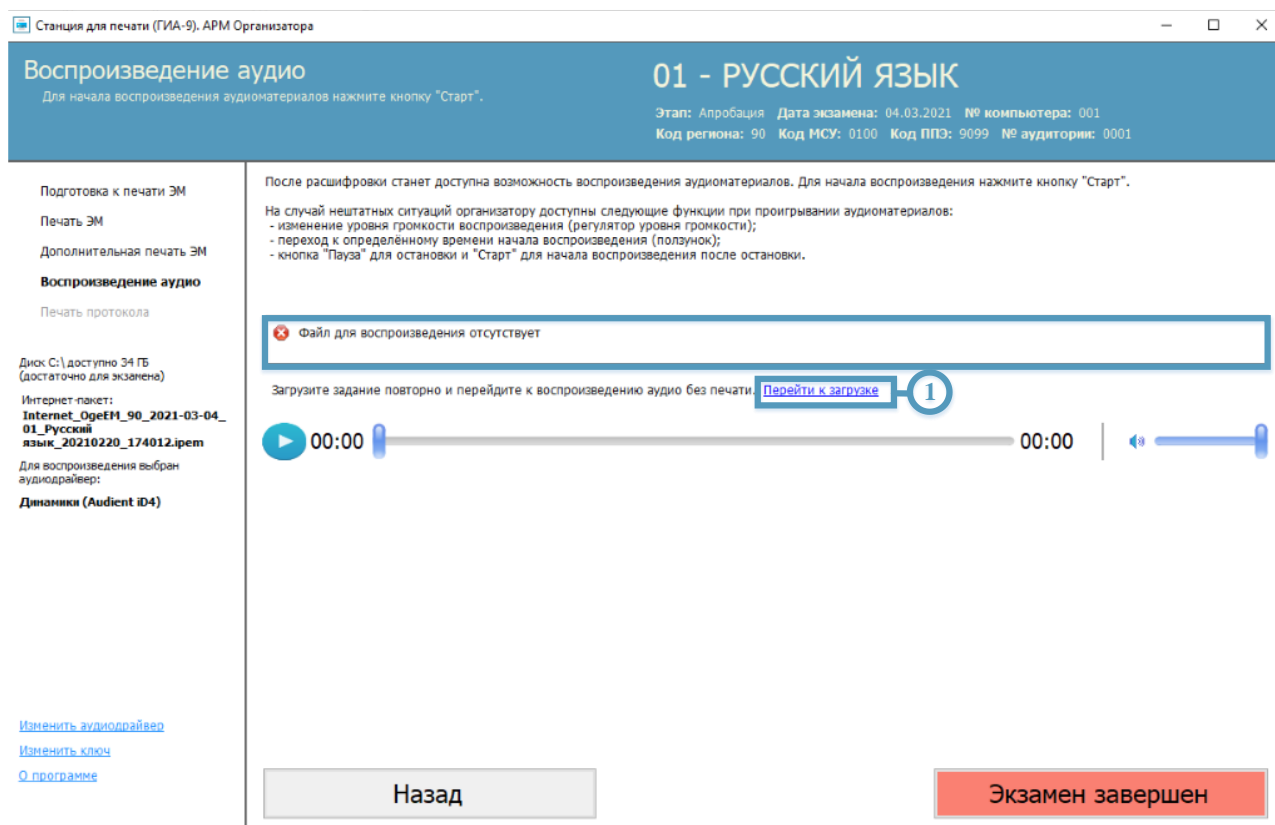 Станция для печати (ГИА-9). АРМ Организатора
Воспроизведение аудио
Для начала воспроизведения аудиоматериалов нажмите кнопку "Старт".
01 - РУССКИЙ ЯЗЫК
Этап: Апробация Дата экзамена: 04.03.2021 № компьютера: 001
Код региона: 90 Код МСУ: 0100 Код ППЭ: 9099 № аудитории: 0001
Подготовка к печати ЭМ
Печать ЭМ
Дополнительная печать ЭМ
Воспроизведение аудио
Печать протокола
Диск C:\ доступно 34 ГБ
(достаточно для экзамена)
Интернет-пакет:
Internet_OgeEM_90_2021-03-04_
01_Русский
язык_20210220_174012.ipem
Для воспроизведения выбран
аудиодрайвер:
Динамики (Audient iD4)
Изменить аудиодрайвер
Изменить ключ
О программе
После расшифровки станет доступна возможность воспроизведения аудиоматериалов. Для начала воспроизведения нажмите кнопку "Старт".
На случай нештатных ситуаций организатору доступны следующие функции при проигрывании аудиоматериалов:
- изменение уровня громкости воспроизведения (регулятор уровня громкости);
- переход к определённому времени начала воспроизведения (ползунок);
- кнопка "Пауза" для остановки и "Старт" для начала воспроизведения после остановки.
Файл для воспроизведения отсутствует
Загрузите задание повторно и перейдите к воспроизведению аудио без печати. Перейти к загрузке
1
00:00 00:00
Назад
Экзамен завершен